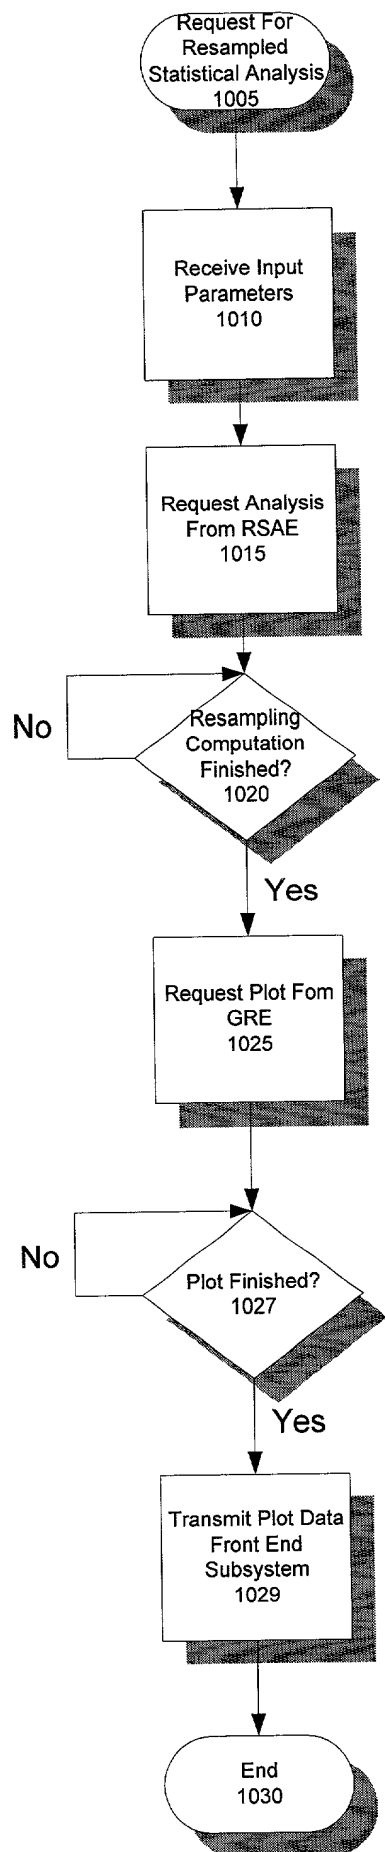 Request For
Resampled
Statistical Analysis
1005
Receive Input
Parameters
1010
Request Analysis
From RSAE
1015
No
Resampling
Computation
Finished?
1020
Yes
Request Plot Fom
GRE
1025
No
Plot Finished?
1027
Yes
Transmit Plot Data
Front End
Subsystem
1029
End
1030